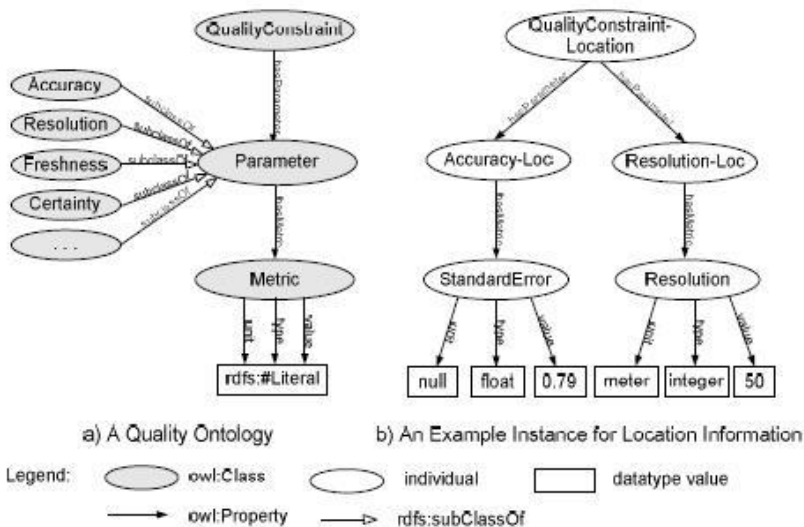 QualityConstraint
Accuracy
Resolution
Freshness
Certainty
. . .
subclassOf
subclassOf
subclassOf
subclassOf
subclassOf
hasParameter
Parameter
hasMetric
Metric
unit
type
value
rdfs:#Literal
a) A Quality Ontology
QualityConstraint-
Location
hasParameter
hasParameter
Accuracy-Loc
Resolution-Loc
hasMetric
hasMetric
StandardError
Resolution
unit
type
value
unit
type
value
null
float
0.79
meter
integer
50
b) An Example Instance for Location Information
Legend:
owl:Class
individual
datatype value
owl:Property
rdfs:subClassOf